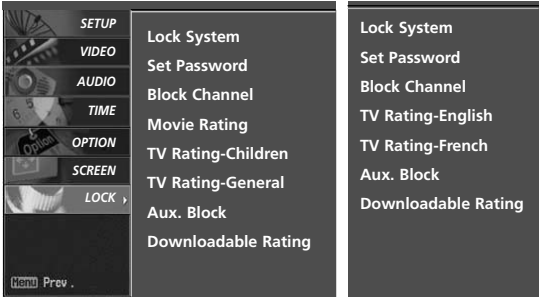 SETUP
VIDEO
AUDIO
TIME
OPTION
SCREEN
LOCK
Menu Prev.
Lock System
Set Password
Block Channel
Movie Rating
TV Rating-Children
TV Rating-General
Aux. Block
Downloadable Rating
Lock System
Set Password
Block Channel
TV Rating-English
TV Rating-French
Aux. Block
Downloadable Rating